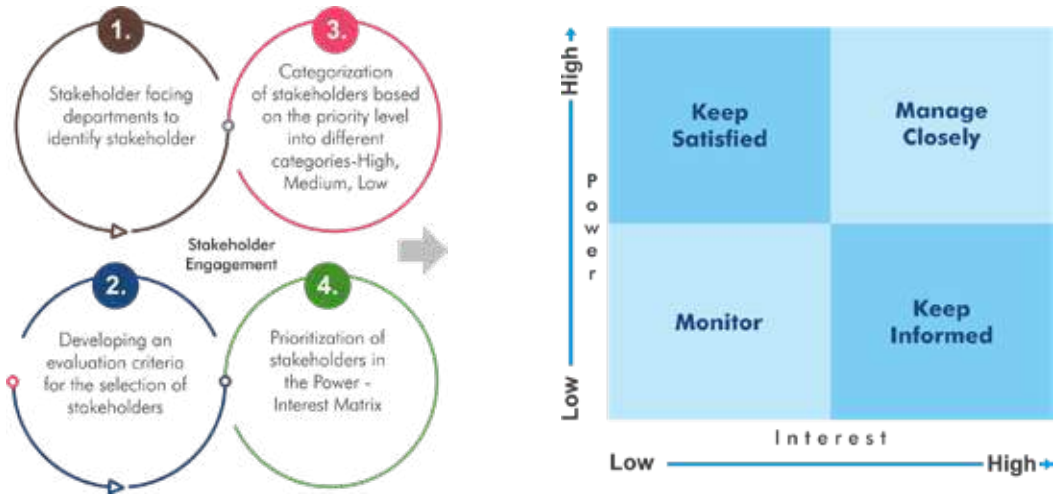 1.
Stakeholder facing
departments to
identify stakeholder
2.
Developing an
evaluation criteria
for the selection of
stakeholders
3.
Categorization
of stakeholders based
on the priority level
into different
categories-High,
Medium, Low
4.
Prioritization of
stakeholders in
the Power -
Interest Matrix
Stakeholder
Engagement
High
Power
Low
Keep
Satisfied
Manage
Closely
Monitor
Keep
Informed
Interest
Low
High